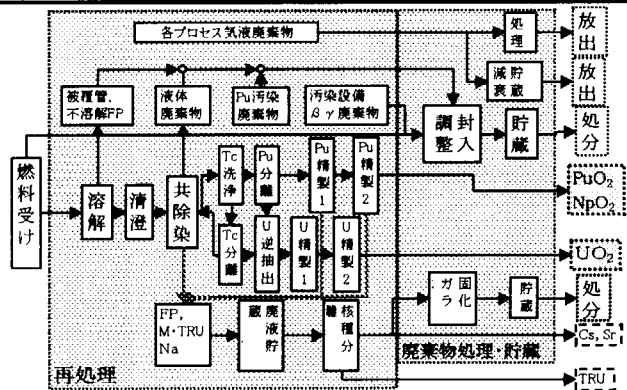 各プロセス気液廃棄物
処理
放出
減衰
貯蔵
放出
被覆管、
不溶解FP
液体
廃棄物
Pu汚染
廃棄物
汚染設備
βγ廃棄物
調整
封入
貯蔵
処分
燃料受け
溶解
清澄
共除染
Tc洗浄
Pu分離
Pu精製1
Pu精製2
PuO2
NpO2
Tc分離
U逆抽出
U精製1
U精製2
UO2
ガラ
固化
貯蔵
処分
FP,
M・TRU
Na
廃液貯
蔵
核種分
離
Cs, Sr
TRU
再処理
廃棄物処理・貯蔵